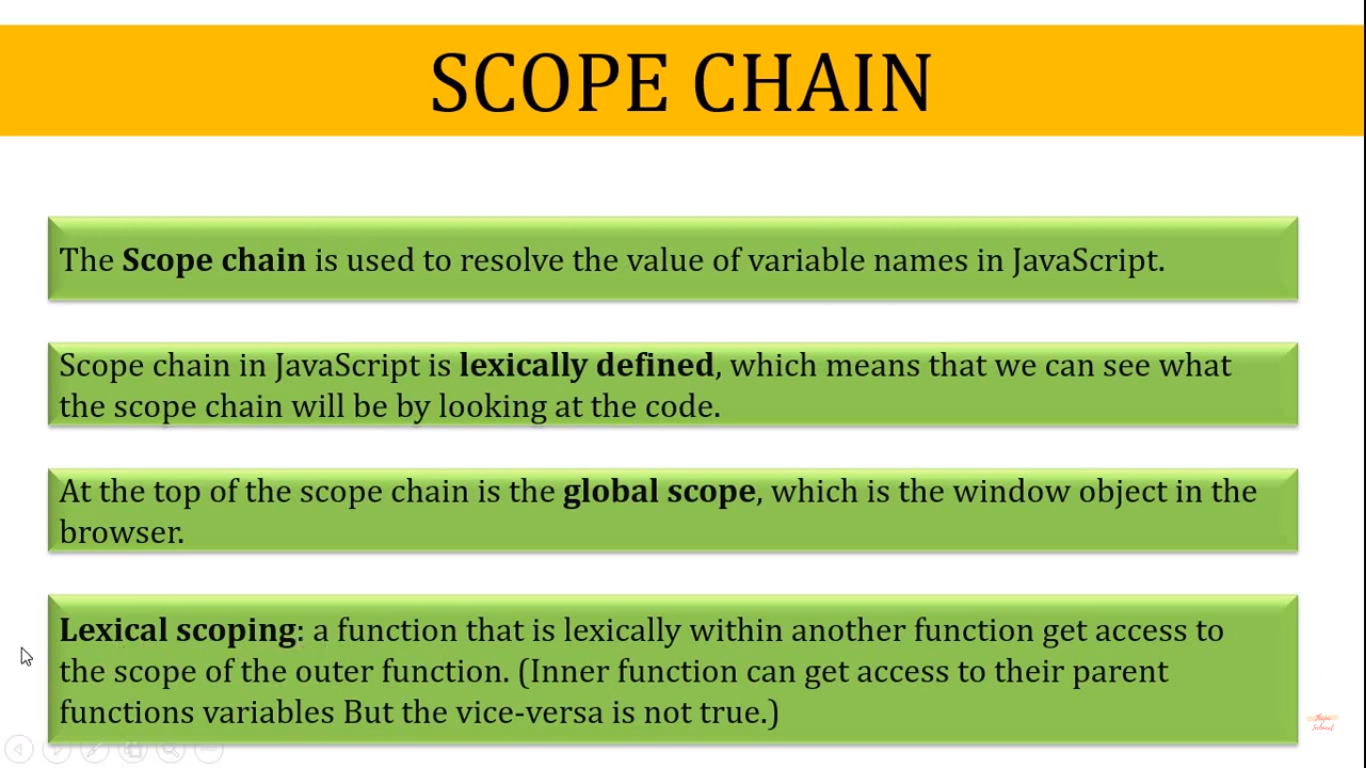 SCOPE CHAIN
The Scope chain is used to resolve the value of variable names in JavaScript.
Scope chain in JavaScript is lexically defined, which means that we can see what
the scope chain will be by looking at the code.
At the top of the scope chain is the global scope, which is the window object in the
browser.
Lexical scoping: a function that is lexically within another function get access to
the scope of the outer function. (Inner function can get access to their parent
functions variables But the vice-versa is not true.)
Technical